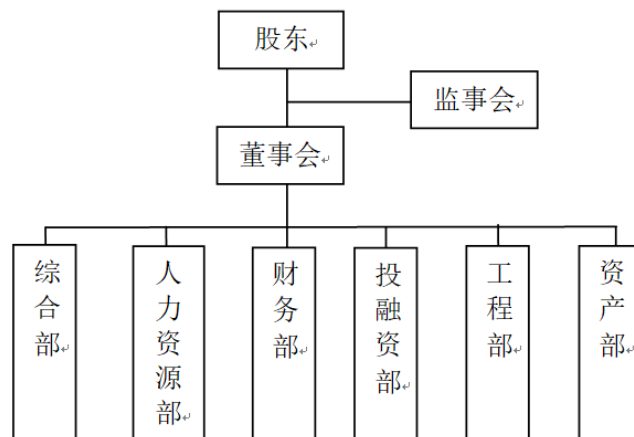 股东
监事会
董事会
综合部
人力资源部
财务部
投融资部
工程部
资产部